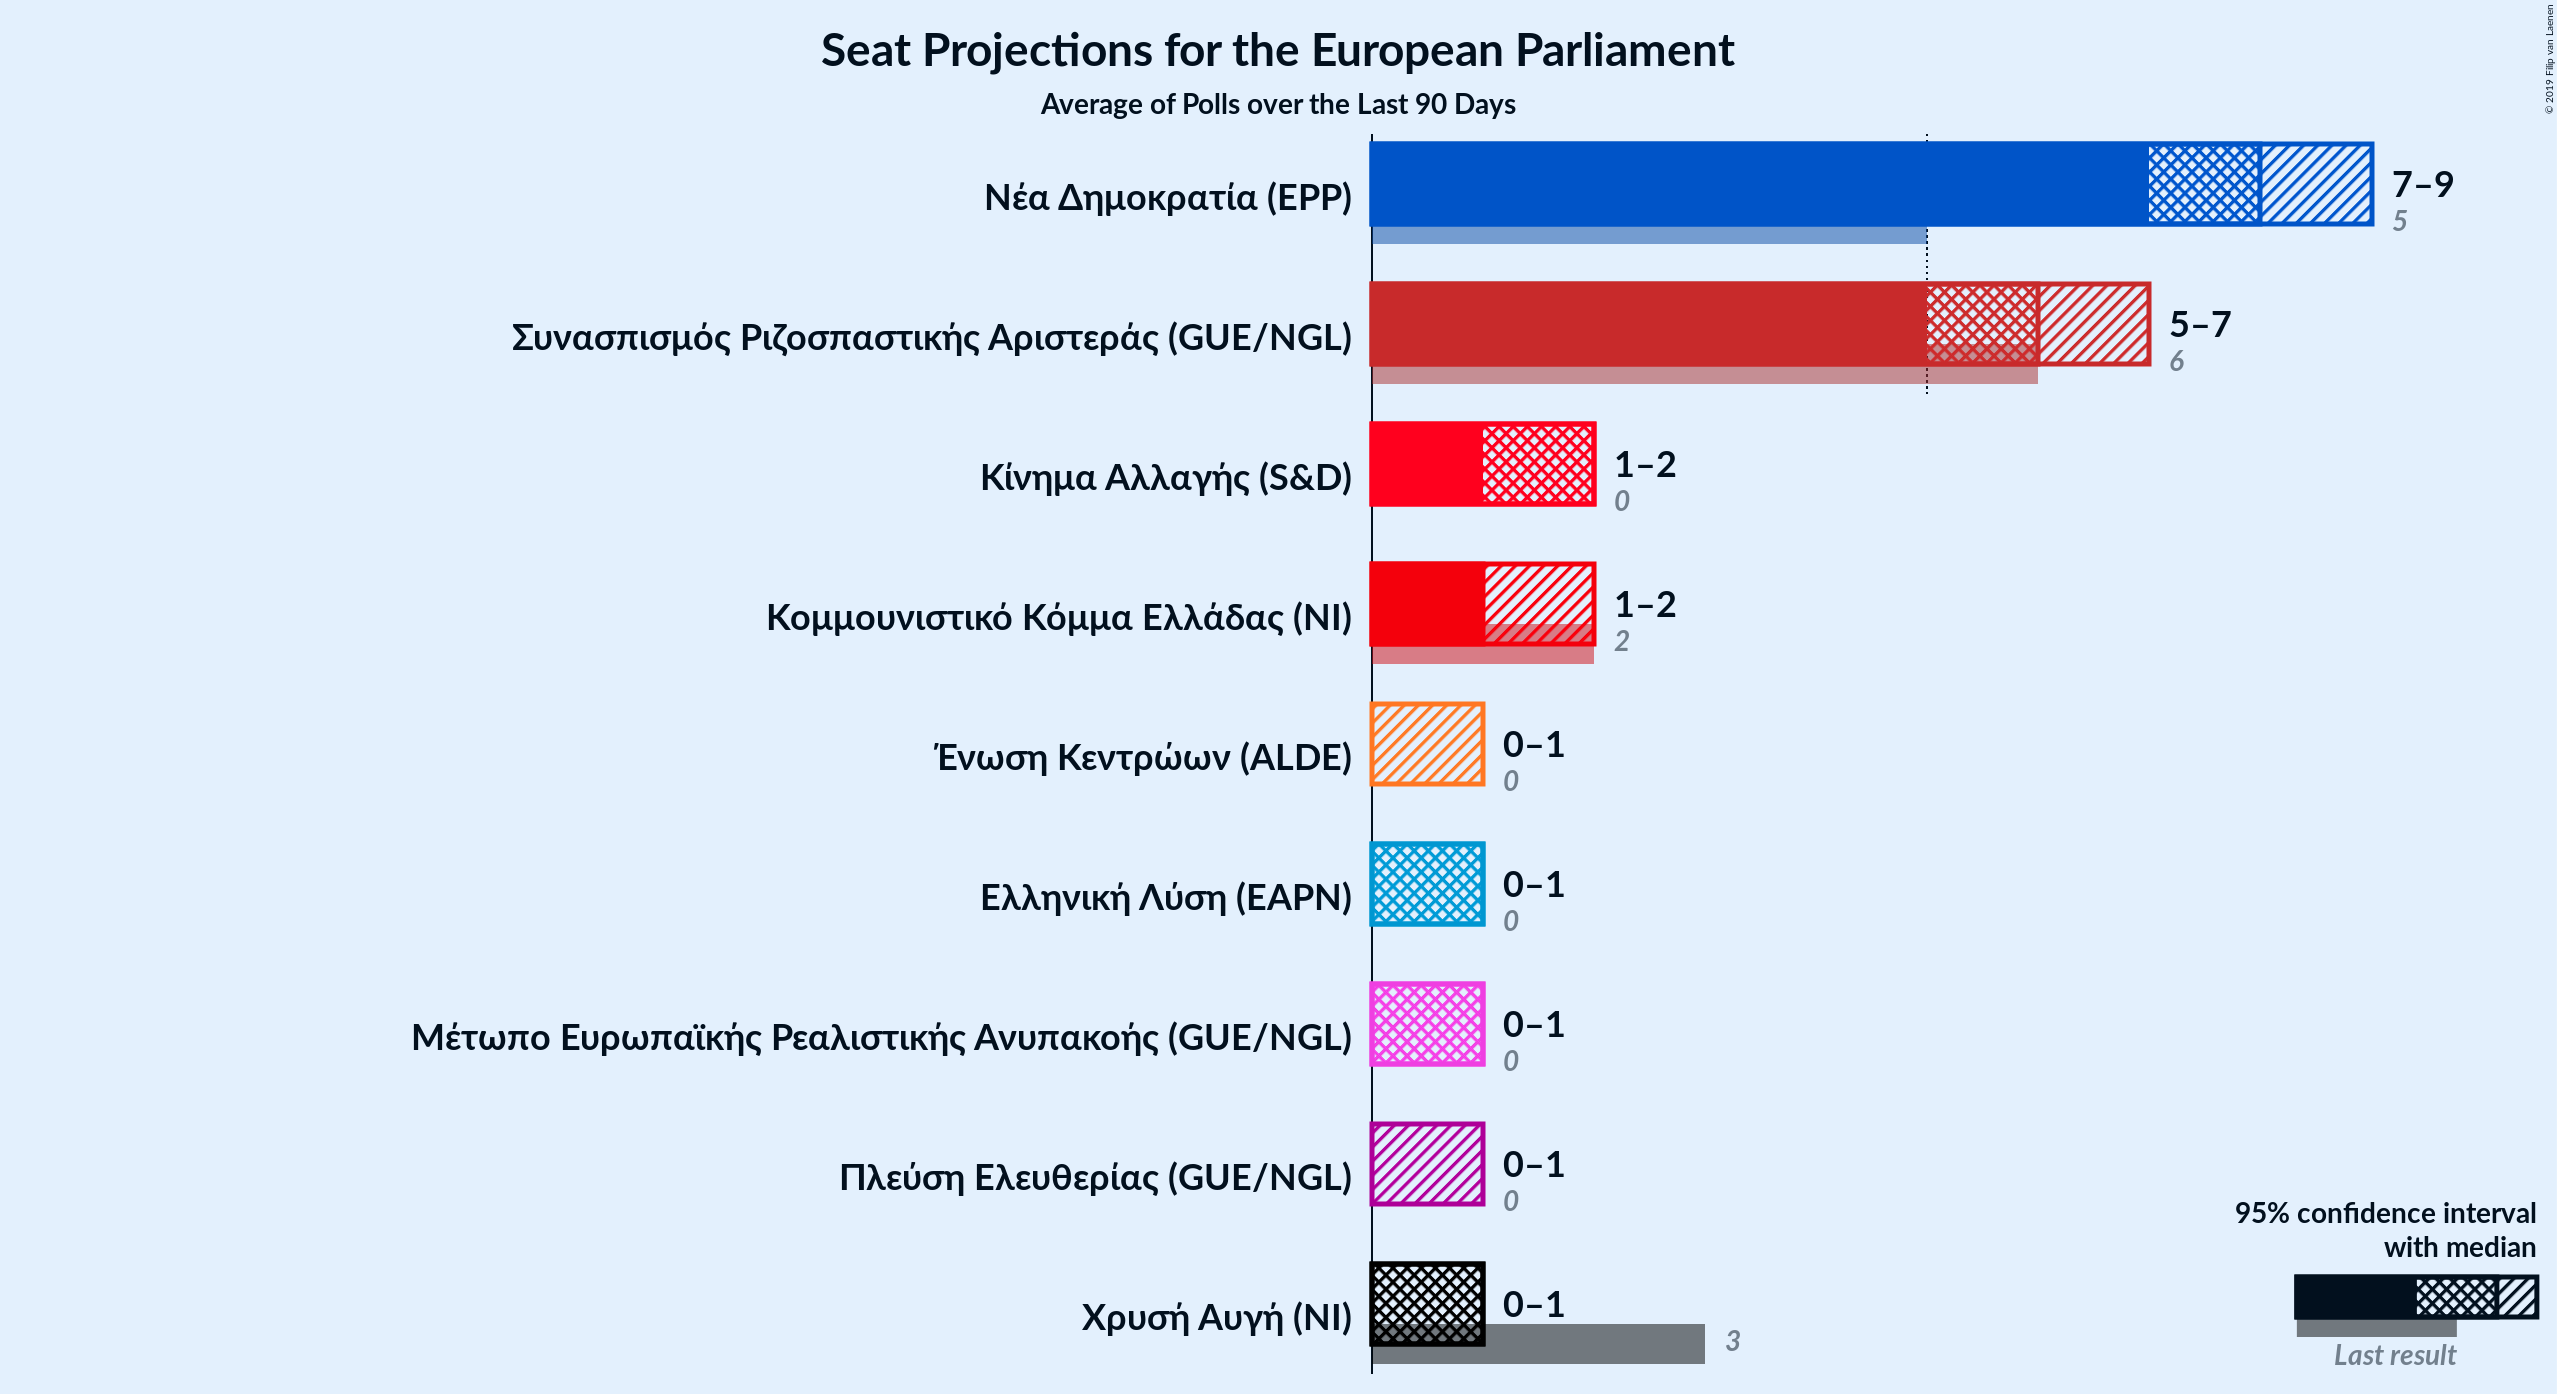 © 2019 Filip van Laenen
Seat Projections for the European Parliament
Average of Polls over the Last 90 Days
Νέα Δημοκρατία (EPP)
7–9
5
Συνασπισμός Ριζοσπαστικής Αριστεράς (GUE/NGL)
5–7
6
Κίνημα Αλλαγής (S&D)
1–2
0
Κομμουνιστικό Κόμμα Ελλάδας (NI)
1–2
2
Ένωση Κεντρώων (ALDE)
0–1
0
Ελληνική Λύση (EAPN)
0–1
0
Μέτωπο Ευρωπαϊκής Ρεαλιστικής Ανυπακοής (GUE/NGL)
0–1
0
Πλεύση Ελευθερίας (GUE/NGL)
0–1
0
Χρυσή Αυγή (NI)
0–1
3
95% confidence interval
with median
Last result